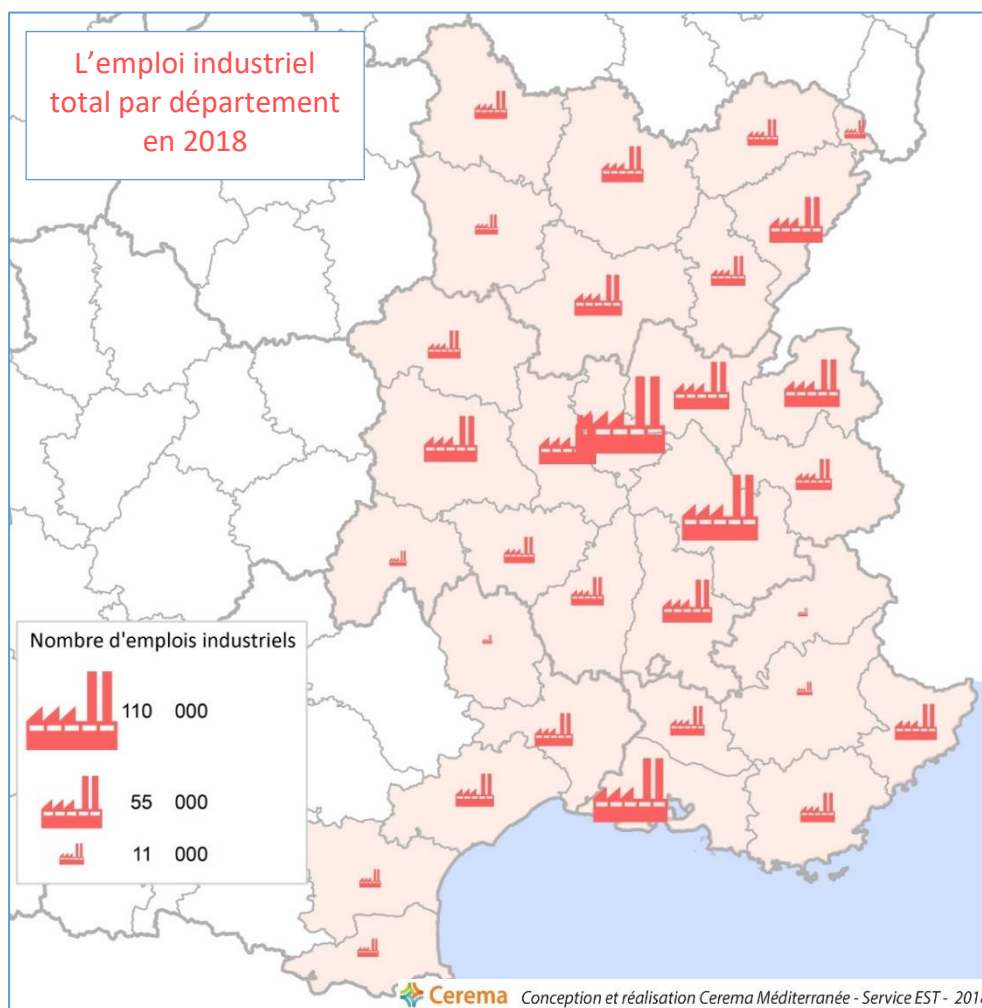 L’emploi industriel
total par département
en 2018
Nombre d'emplois industriels
110 000
55 000
11 000
Cerema Conception et réalisation Cerema Méditerranée - Service EST - 2018